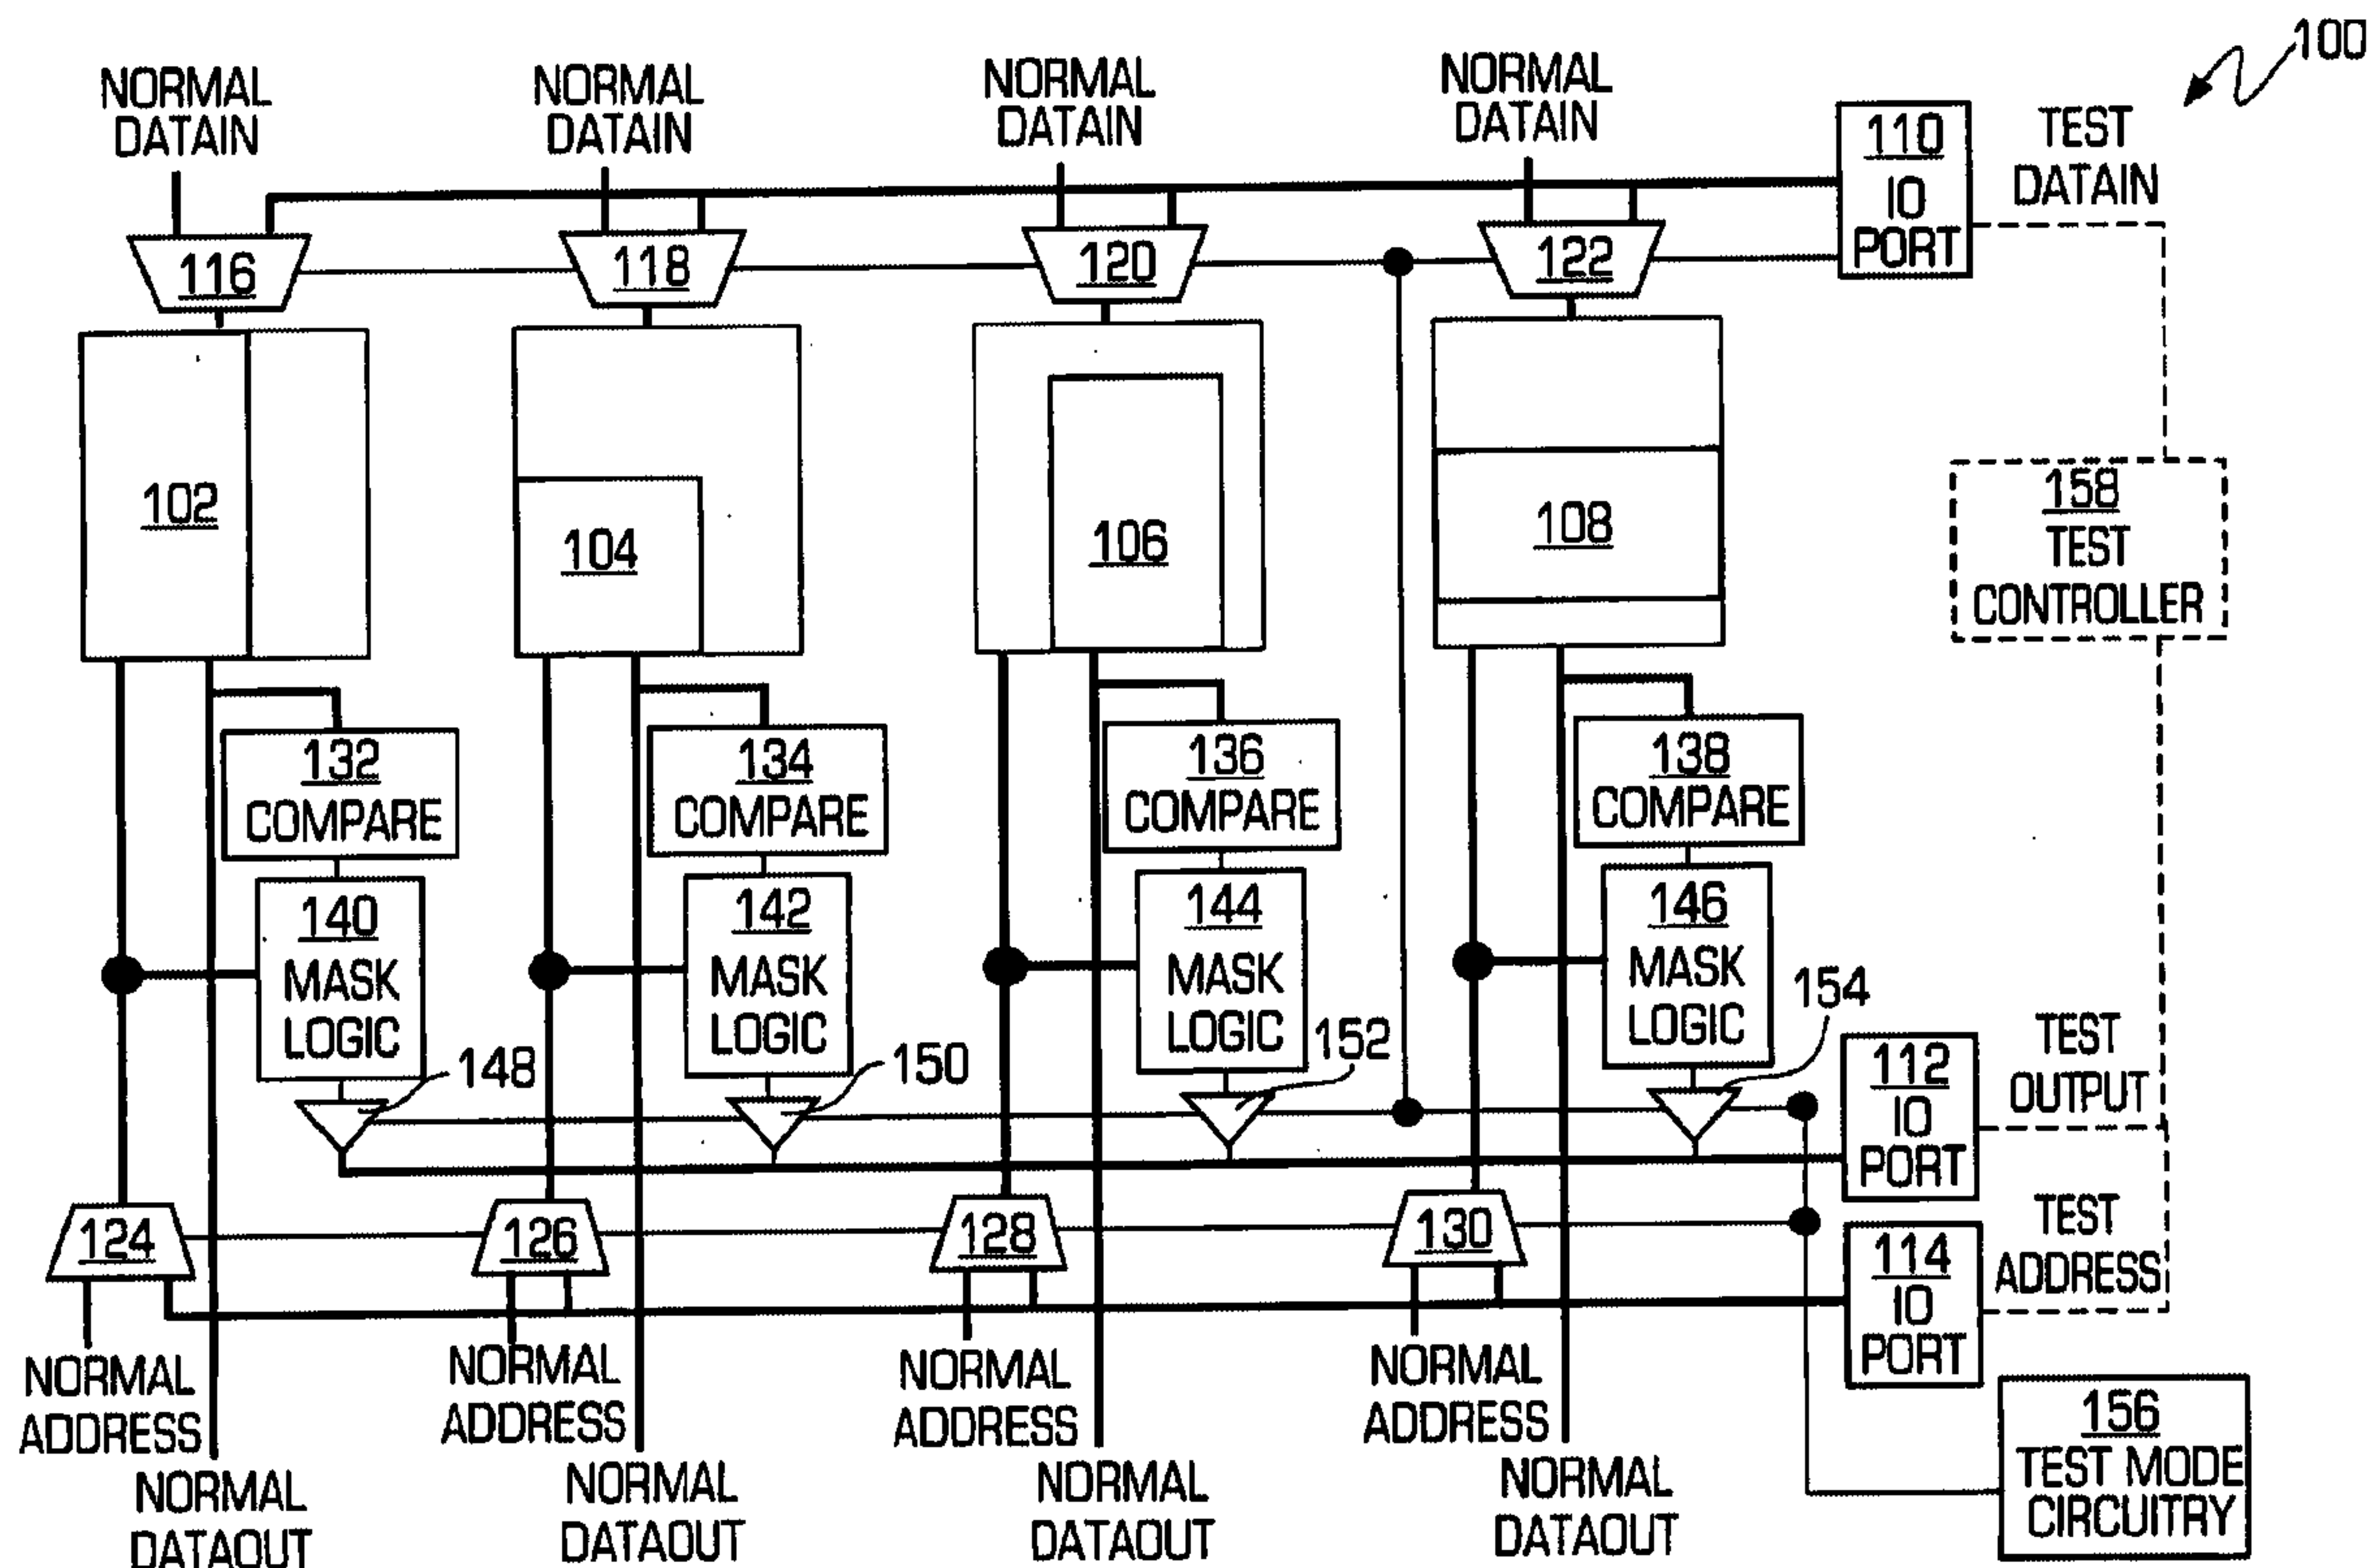 100
NORMAL
DATAIN
NORMAL
DATAIN
NORMAL
DATAIN
NORMAL
DATAIN
110
IO
PORT
TEST
DATAIN
116
118
120
122
102
104
106
108
158
TEST
CONTROLLER
132
COMPARE
134
COMPARE
136
COMPARE
138
COMPARE
140
MASK
LOGIC
142
MASK
LOGIC
144
MASK
LOGIC
146
MASK
LOGIC
148
150
152
154
112
IO
PORT
TEST
OUTPUT
124
126
128
130
114
IO
PORT
TEST
ADDRESS
NORMAL
ADDRESS
NORMAL
ADDRESS
NORMAL
ADDRESS
NORMAL
ADDRESS
NORMAL
DATAOUT
NORMAL
DATAOUT
NORMAL
DATAOUT
NORMAL
DATAOUT
156
TEST MODE
CIRCUITRY